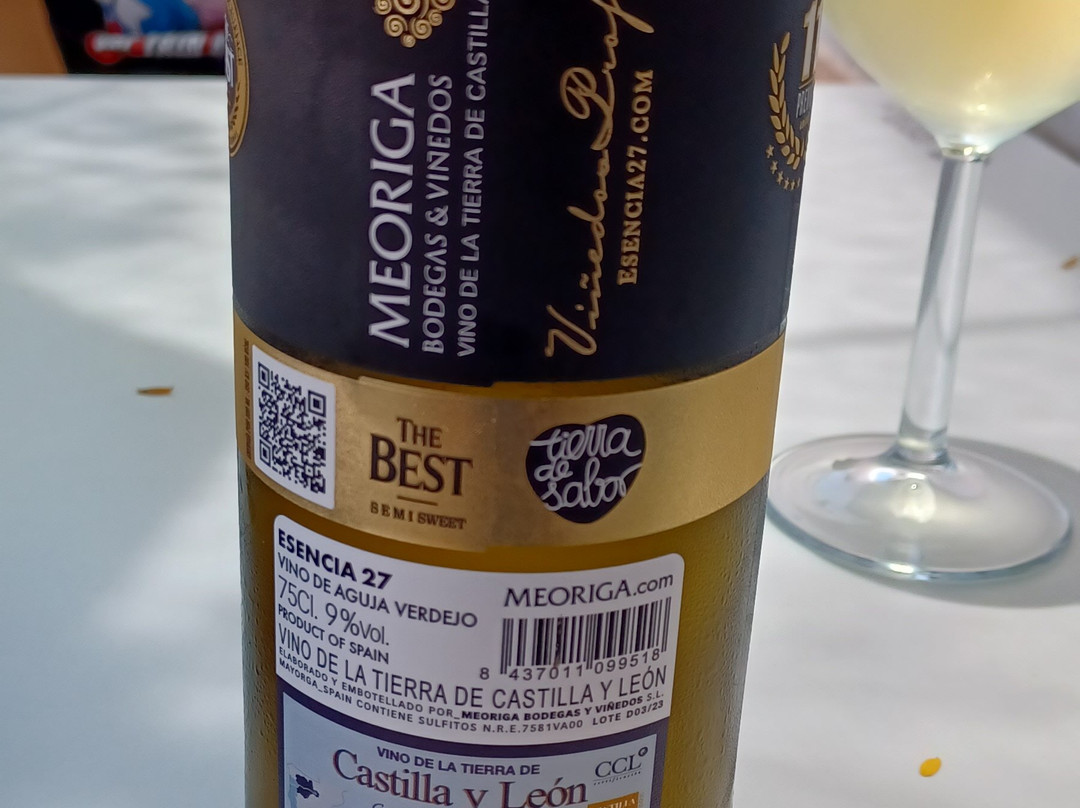 MEORIGA
BODEGAS & VIÑEDOS
VINO DE LA TIERRA DE CASTILLA
Viñedos
ESENCIA27.COM
11
THE
BEST
SEMI SWEET
tierra
de
sabor
ESENCIA 27
VINO DE AGUJA VERDEJO
75Cl. 9%Vol.
PRODUCT OF SPAIN
MEORIGA.com
8 437011 099518
VINO DE LA TIERRA DE CASTILLA Y LEÓN
ELABORADO Y EMBOTELLADO POR_MEORIGA BODEGAS Y VIÑEDOS S.L.
MAYORGA_SPAIN CONTIENE SULFITOS N.R.E.7581VA00 LOTE D03/23
VINO DE LA TIERRA DE
Castilla y León
CCL